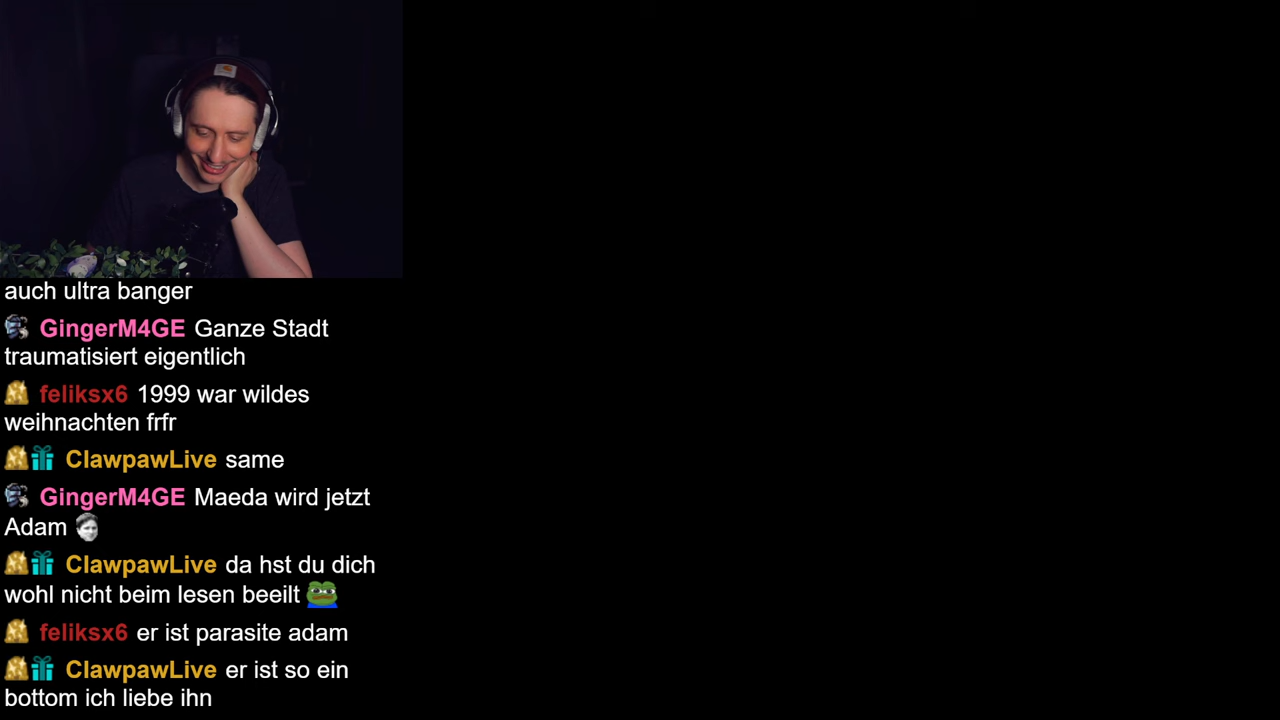 auch ultra banger
GingerM4GE Ganze Stadt
traumatisiert eigentlich
feliksx6 1999 war wildes
weihnachten frfr
ClawpawLive same
GingerM4GE Maeda wird jetzt
Adam
ClawpawLive da hst du dich
wohl nicht beim lesen beeilt
feliksx6 er ist parasite adam
ClawpawLive er ist so ein
bottom ich liebe ihn